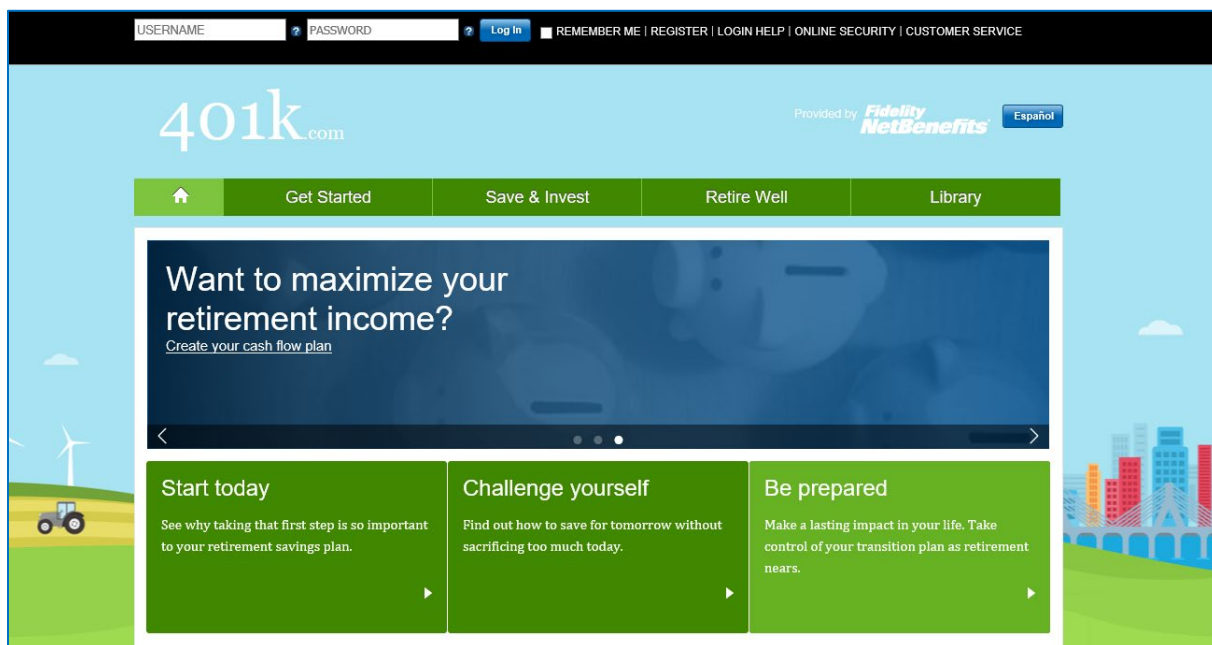 USERNAME ? PASSWORD ? Log In REMEMBER ME | REGISTER | LOGIN HELP | ONLINE SECURITY | CUSTOMER SERVICE
401k.com
Provided by Fidelity NetBenefits
Español
Get Started Save & Invest Retire Well Library
Want to maximize your
retirement income?
Create your cash flow plan
Start today
See why taking that first step is so important
to your retirement savings plan.
Challenge yourself
Find out how to save for tomorrow without
sacrificing too much today.
Be prepared
Make a lasting impact in your life. Take
control of your transition plan as retirement
nears.